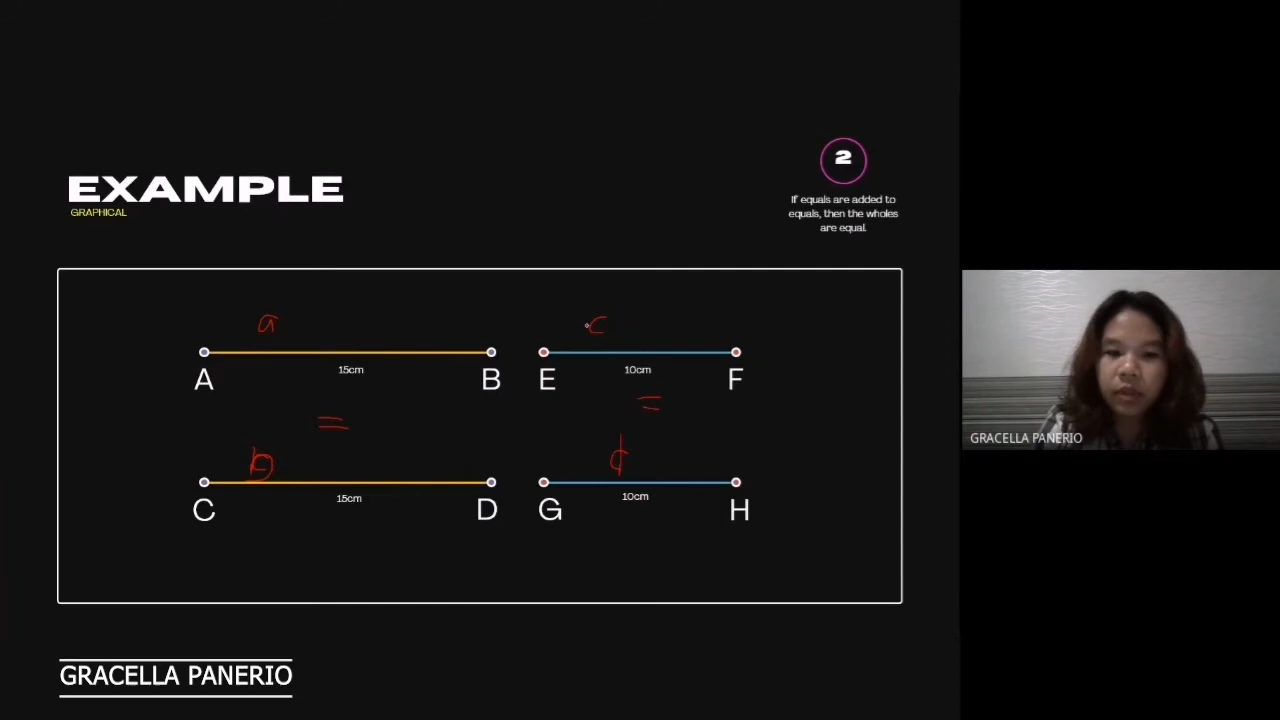 EXAMPLE
GRAPHICAL
2
If equals are added to
equals, then the wholes
are equal.
a
c
15cm
10cm
A
B
E
F
=
=
b
d
15cm
10cm
C
D
G
H
GRACELLA PANERIO
GRACELLA PANERIO